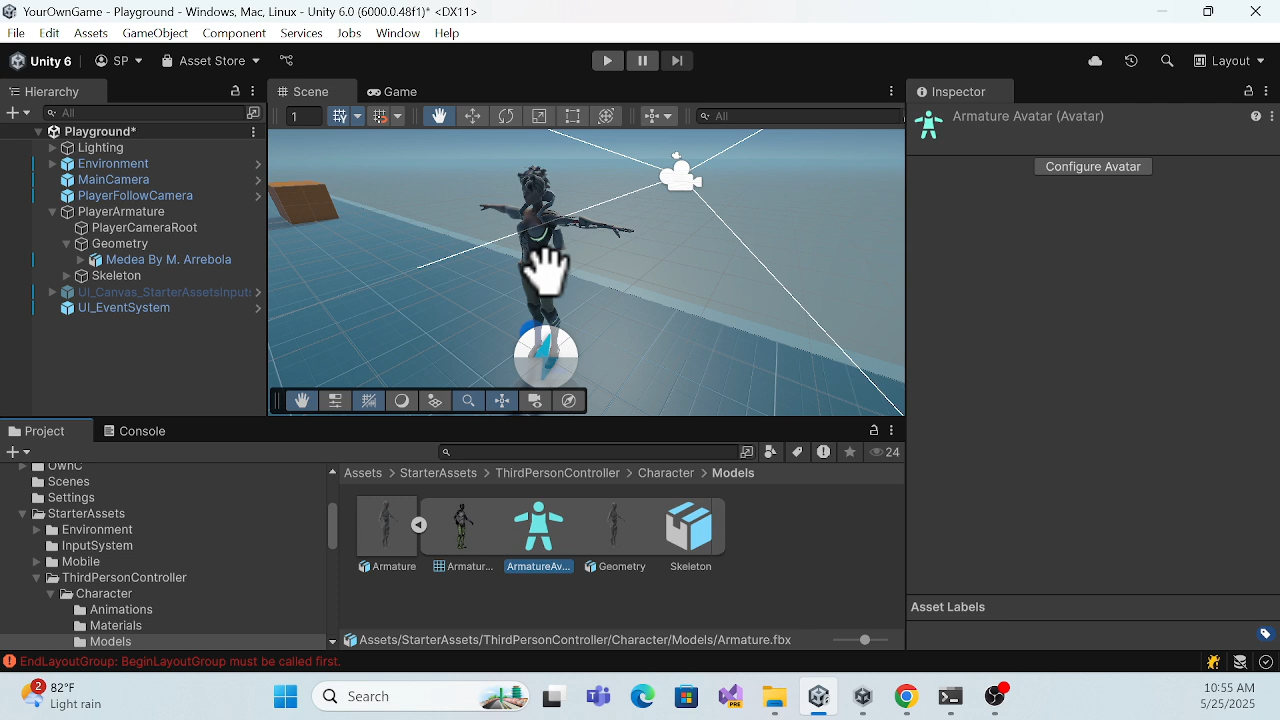 YourOwnGame - Playground - Windows, Mac, Linux - Unity 6.0 (6000.0.48f1)* <DX11>
File Edit Assets GameObject Component Services Jobs Window Help
Unity 6 SP Asset Store Layout
Hierarchy
All
Playground*
Lighting
Environment
MainCamera
PlayerFollowCamera
PlayerArmature
PlayerCameraRoot
Geometry
Medea By M. Arrebola
Skeleton
UI_Canvas_StarterAssetsInputs
UI_EventSystem
Scene Game
1
All
Inspector
Armature Avatar (Avatar)
Configure Avatar
Asset Labels
Project Console
24
OwnC
Scenes
Settings
StarterAssets
Environment
InputSystem
Mobile
ThirdPersonController
Character
Animations
Materials
Models
Assets > StarterAssets > ThirdPersonController > Character > Models
Armature Armatur... ArmatureAv... Geometry Skeleton
Assets/StarterAssets/ThirdPersonController/Character/Models/Armature.fbx
EndLayoutGroup: BeginLayoutGroup must be called first.
2
82°F
Light rain
Search
PRE
10:55 AM
5/25/2025